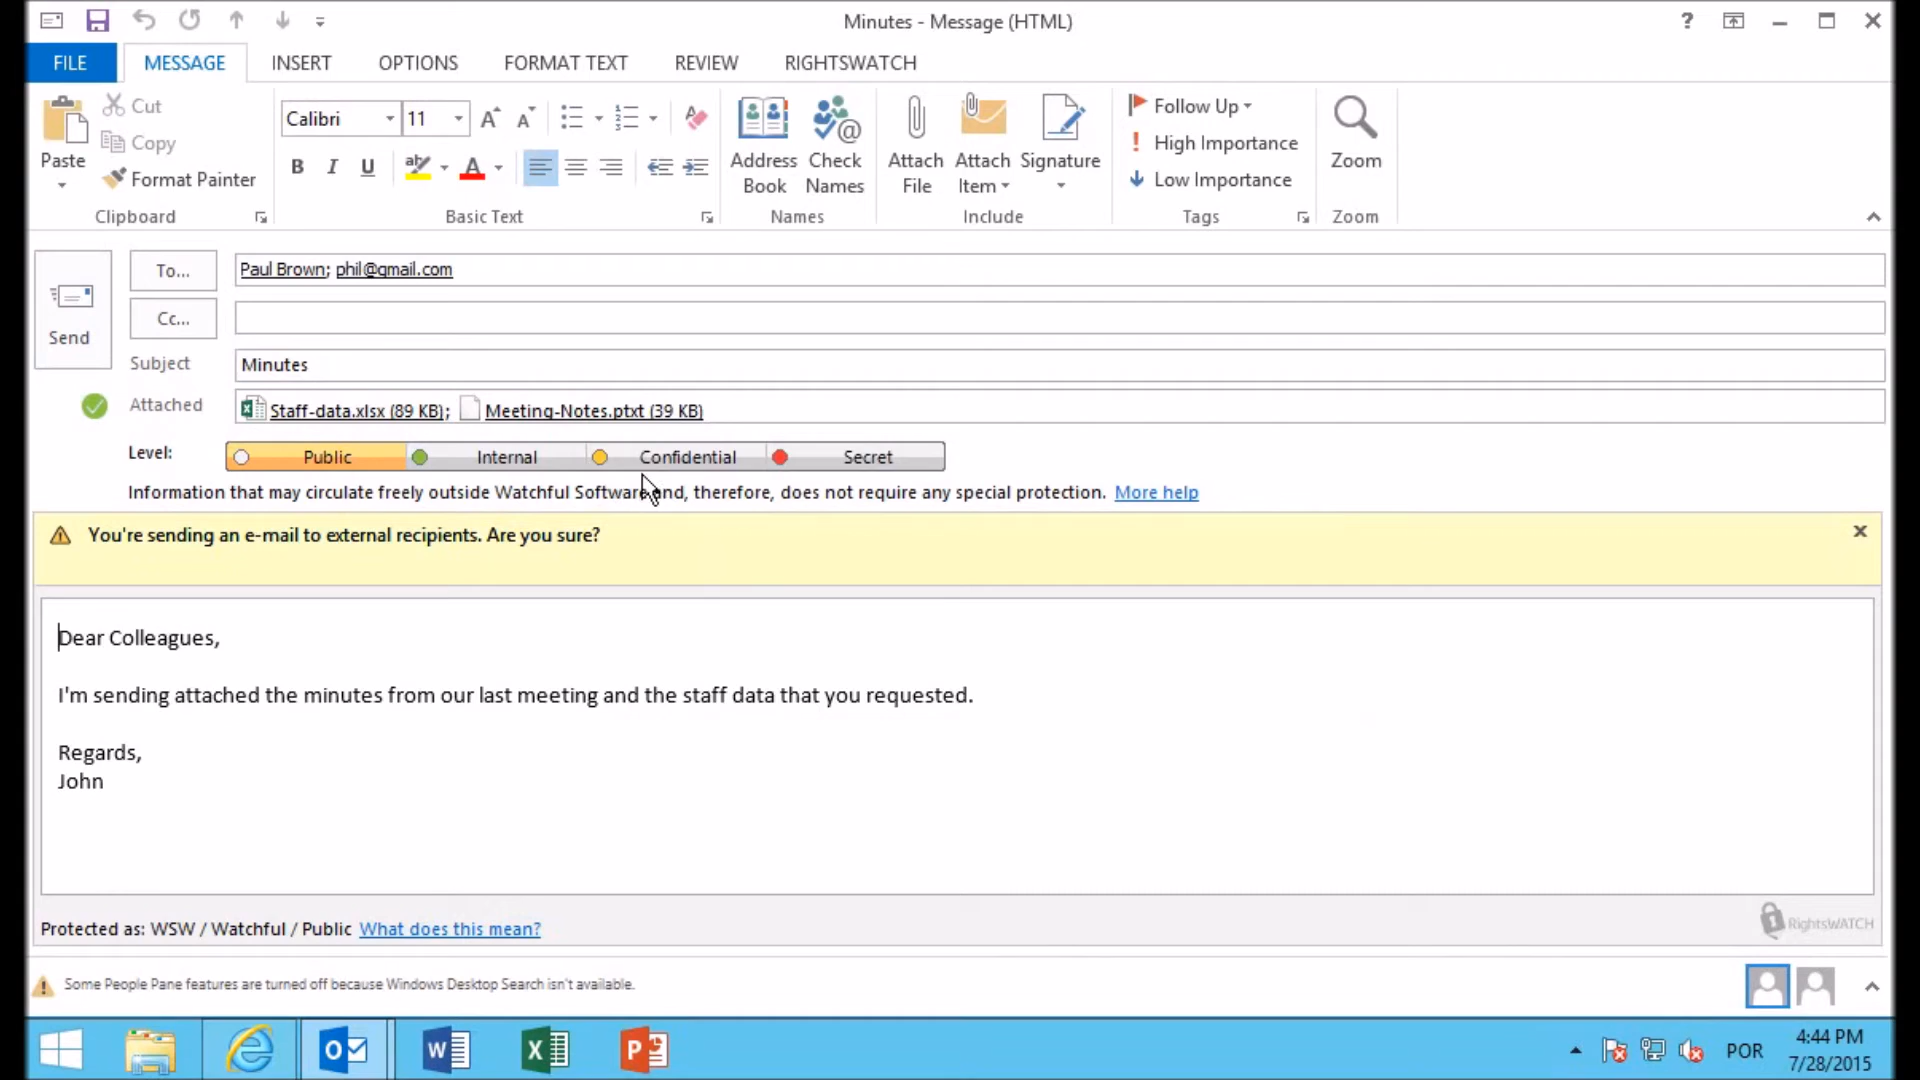 Minutes - Message (HTML)
?
FILE MESSAGE INSERT OPTIONS FORMAT TEXT REVIEW RIGHTSWATCH
Paste
Cut
Copy
Format Painter
Clipboard
Calibri 11
B I U
Basic Text
Address Book
Check Names
Names
Attach File
Attach Item
Signature
Include
Follow Up
High Importance
Low Importance
Tags
Zoom
Zoom
Send
To... Paul Brown; phil@gmail.com
Cc...
Subject Minutes
Attached Staff-data.xlsx (89 KB); Meeting-Notes.ptxt (39 KB)
Level: Public Internal Confidential Secret
Information that may circulate freely outside Watchful Software and, therefore, does not require any special protection. More help
You're sending an e-mail to external recipients. Are you sure?
Dear Colleagues,
I'm sending attached the minutes from our last meeting and the staff data that you requested.
Regards,
John
Protected as: WSW / Watchful / Public What does this mean?
RightsWATCH
Some People Pane features are turned off because Windows Desktop Search isn't available.
POR
4:44 PM
7/28/2015